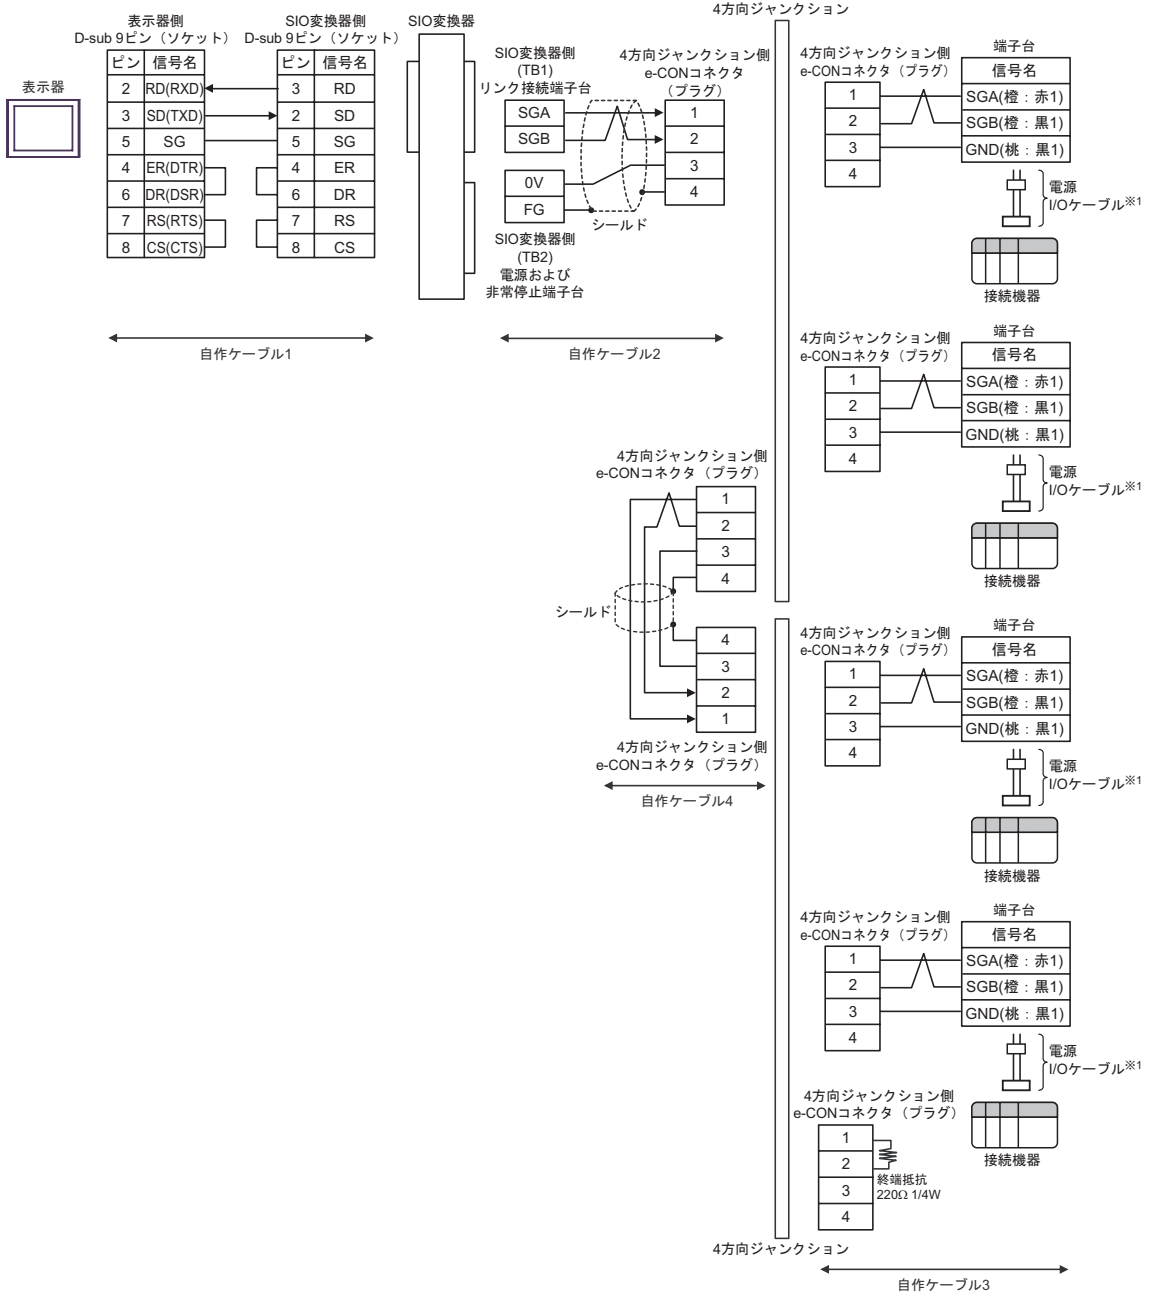 4方向ジャンクション
表示器
表示器側
D-sub 9ピン（ソケット）
ピン 信号名
2 RD(RXD)
3 SD(TXD)
5 SG
4 ER(DTR)
6 DR(DSR)
7 RS(RTS)
8 CS(CTS)
SIO変換器側
D-sub 9ピン（ソケット）
ピン 信号名
3 RD
2 SD
5 SG
4 ER
6 DR
7 RS
8 CS
自作ケーブル1
SIO変換器
SIO変換器側
(TB1)
リンク接続端子台
SGA
SGB
0V
FG
SIO変換器側
(TB2)
電源および
非常停止端子台
シールド
4方向ジャンクション側
e-CONコネクタ
（プラグ）
1
2
3
4
自作ケーブル2
4方向ジャンクション側
e-CONコネクタ（プラグ）
1
2
3
4
シールド
4
3
2
1
4方向ジャンクション側
e-CONコネクタ（プラグ）
自作ケーブル4
4方向ジャンクション側
e-CONコネクタ（プラグ）
1
2
3
4
端子台
信号名
SGA(橙：赤1)
SGB(橙：黒1)
GND(桃：黒1)
電源
I/Oケーブル※1
接続機器
4方向ジャンクション側
e-CONコネクタ（プラグ）
1
2
3
4
端子台
信号名
SGA(橙：赤1)
SGB(橙：黒1)
GND(桃：黒1)
電源
I/Oケーブル※1
接続機器
4方向ジャンクション側
e-CONコネクタ（プラグ）
1
2
3
4
端子台
信号名
SGA(橙：赤1)
SGB(橙：黒1)
GND(桃：黒1)
電源
I/Oケーブル※1
接続機器
4方向ジャンクション側
e-CONコネクタ（プラグ）
1
2
3
4
端子台
信号名
SGA(橙：赤1)
SGB(橙：黒1)
GND(桃：黒1)
電源
I/Oケーブル※1
接続機器
4方向ジャンクション側
e-CONコネクタ（プラグ）
1
2
3
4
終端抵抗
220Ω 1/4W
4方向ジャンクション
自作ケーブル3